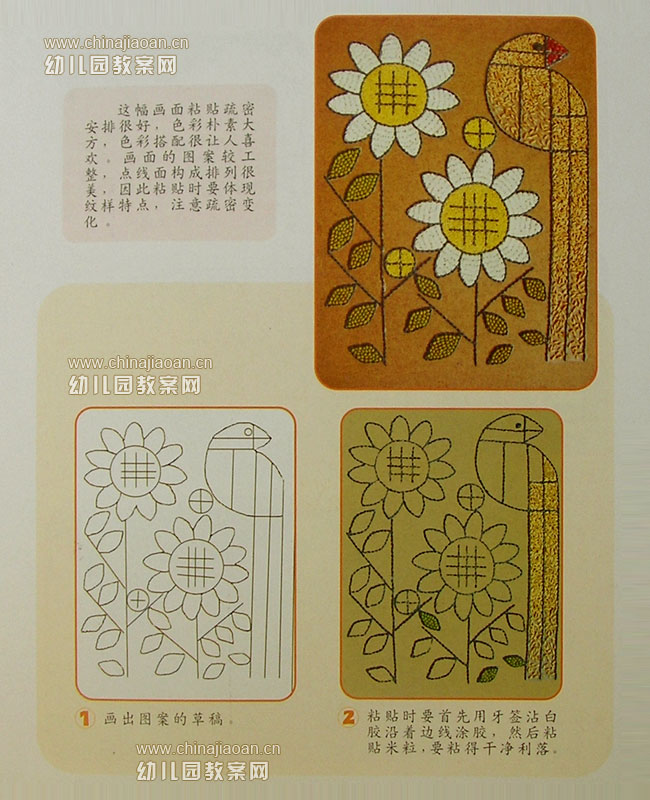 www.chinajiaoan.cn
幼儿园教案网
这幅画面粘贴疏密
安排很好，色彩朴素大
方，色彩搭配很让人喜
欢。画面的图案较工
整，点线面构成排列很
美，因此粘贴时要体现
纹样特点，注意疏密变
化。
www.chinajiaoan.cn
幼儿园教案网
1 画出图案的草稿。
2 粘贴时要首先用牙签沾白
胶沿着边线涂胶，然后粘
贴米粒，要粘得干净利落。
www.chinajiaoan.cn
幼儿园教案网